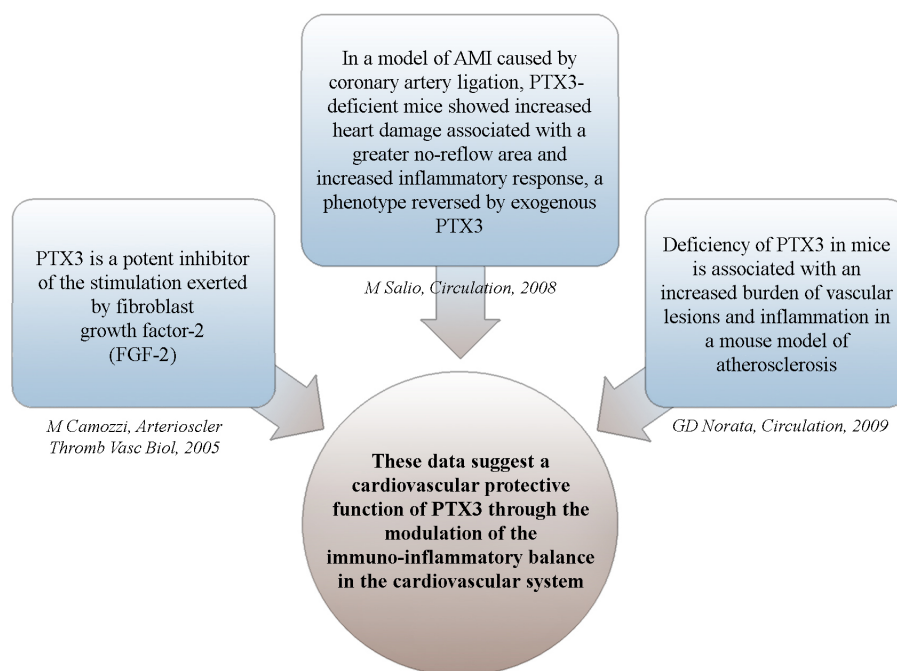 In a model of AMI caused by
coronary artery ligation, PTX3-
deficient mice showed increased
heart damage associated with a
greater no-reflow area and
increased inflammatory response, a
phenotype reversed by exogenous
PTX3
M Salio, Circulation, 2008
PTX3 is a potent inhibitor
of the stimulation exerted
by fibroblast
growth factor-2
(FGF-2)
M Camozzi, Arterioscler
Thromb Vasc Biol, 2005
Deficiency of PTX3 in mice
is associated with an
increased burden of vascular
lesions and inflammation in
a mouse model of
atherosclerosis
GD Norata, Circulation, 2009
These data suggest a
cardiovascular protective
function of PTX3 through the
modulation of the
immuno-inflammatory balance
in the cardiovascular system